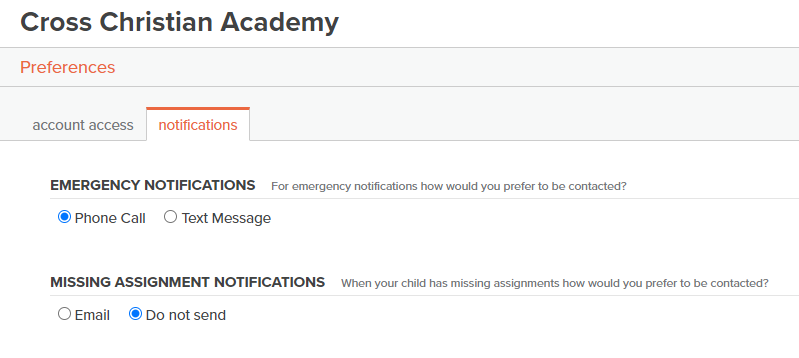 Cross Christian Academy
Preferences
account access notifications
EMERGENCY NOTIFICATIONS For emergency notifications how would you prefer to be contacted?
Phone Call Text Message
MISSING ASSIGNMENT NOTIFICATIONS When your child has missing assignments how would you prefer to be contacted?
Email Do not send